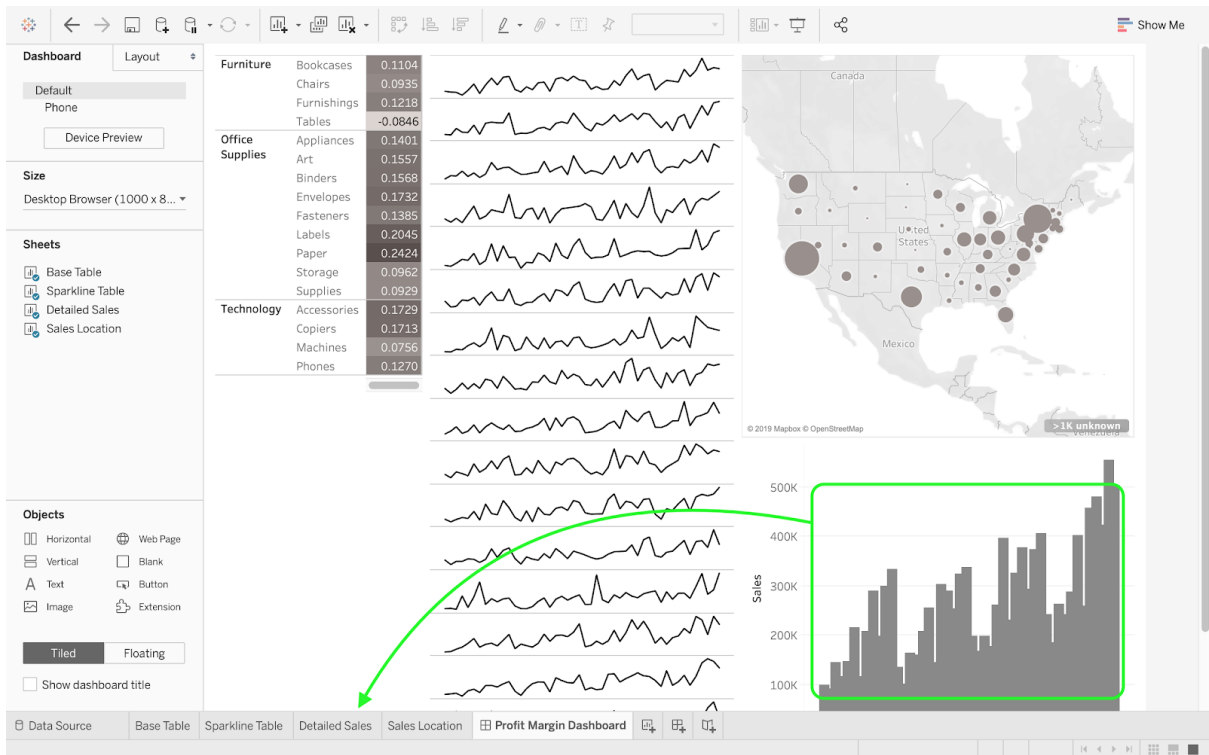 Show Me
Dashboard
Layout
Default
Phone
Device Preview
Size
Desktop Browser (1000 x 8...
Sheets
Base Table
Sparkline Table
Detailed Sales
Sales Location
Objects
Horizontal
Web Page
Vertical
Blank
Text
Button
Image
Extension
Tiled
Floating
Show dashboard title
Furniture Bookcases 0.1104
Chairs 0.0935
Furnishings 0.1218
Tables -0.0846
Office Supplies Appliances 0.1401
Art 0.1557
Binders 0.1568
Envelopes 0.1732
Fasteners 0.1385
Labels 0.2045
Paper 0.2424
Storage 0.0962
Supplies 0.0929
Technology Accessories 0.1729
Copiers 0.1713
Machines 0.0756
Phones 0.1270
Canada
United
States
Mexico
© 2019 Mapbox © OpenStreetMap
>1K unknown
Venezuela
500K
400K
300K
200K
100K
Sales
Data Source
Base Table
Sparkline Table
Detailed Sales
Sales Location
Profit Margin Dashboard